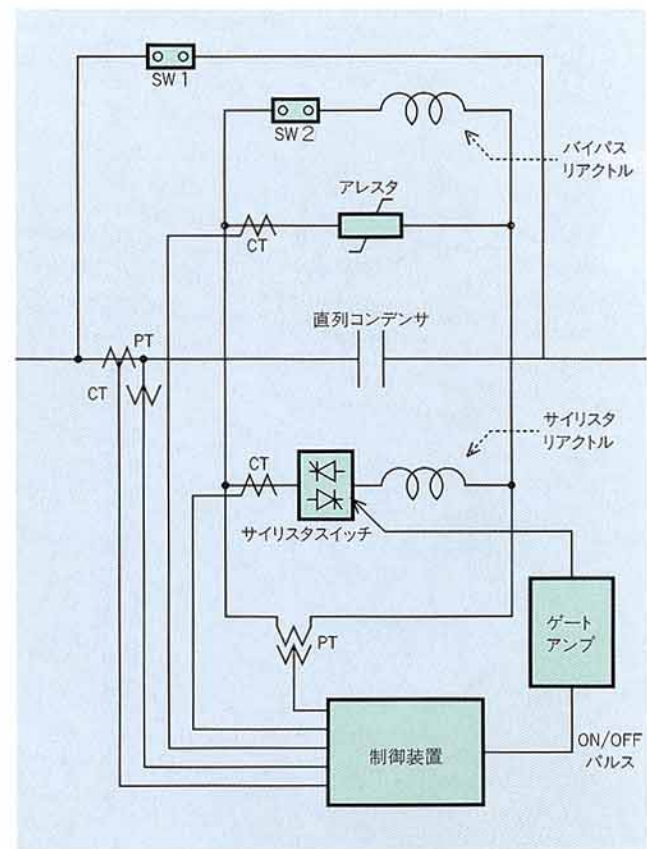 SW 1
SW 2
バイパス
リアクトル
アレスタ
CT
直列コンデンサ
PT
CT
サイリスタ
リアクトル
CT
サイリスタスイッチ
PT
ゲート
アンプ
制御装置
ON/OFF
パルス